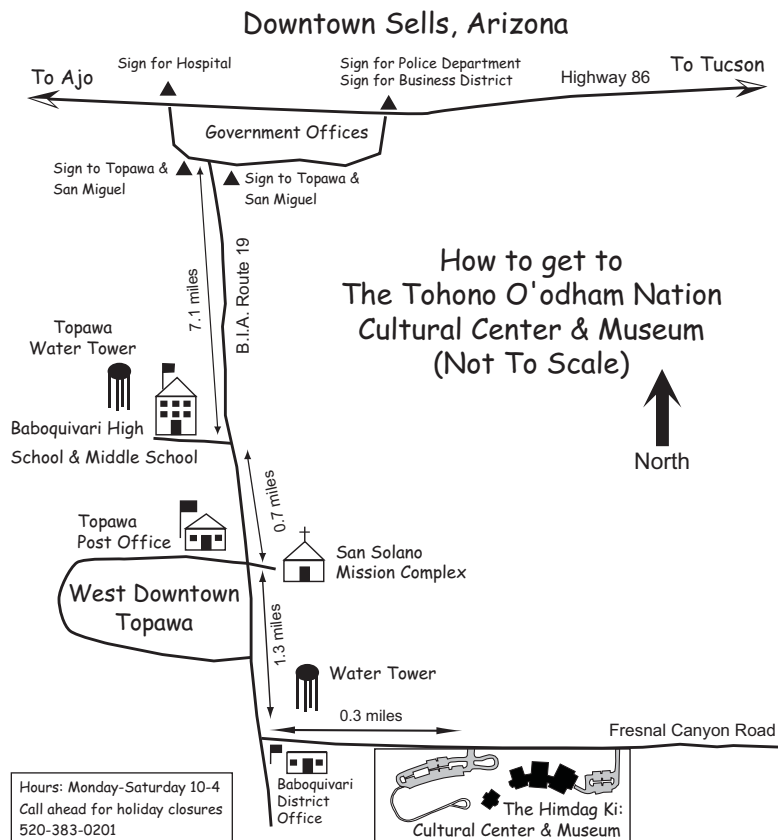 Downtown Sells, Arizona
To Ajo
Sign for Hospital
Sign for Police Department
Sign for Business District
Highway 86
To Tucson
Government Offices
Sign to Topawa &
San Miguel
Sign to Topawa &
San Miguel
7.1 miles
B.I.A. Route 19
How to get to
The Tohono O'odham Nation
Cultural Center & Museum
(Not To Scale)
North
Topawa
Water Tower
Baboquivari High
School & Middle School
0.7 miles
Topawa
Post Office
San Solano
Mission Complex
West Downtown
Topawa
1.3 miles
Water Tower
0.3 miles
Fresnal Canyon Road
Baboquivari
District
Office
The Himdag Ki:
Cultural Center & Museum
Hours: Monday-Saturday 10-4
Call ahead for holiday closures
520-383-0201